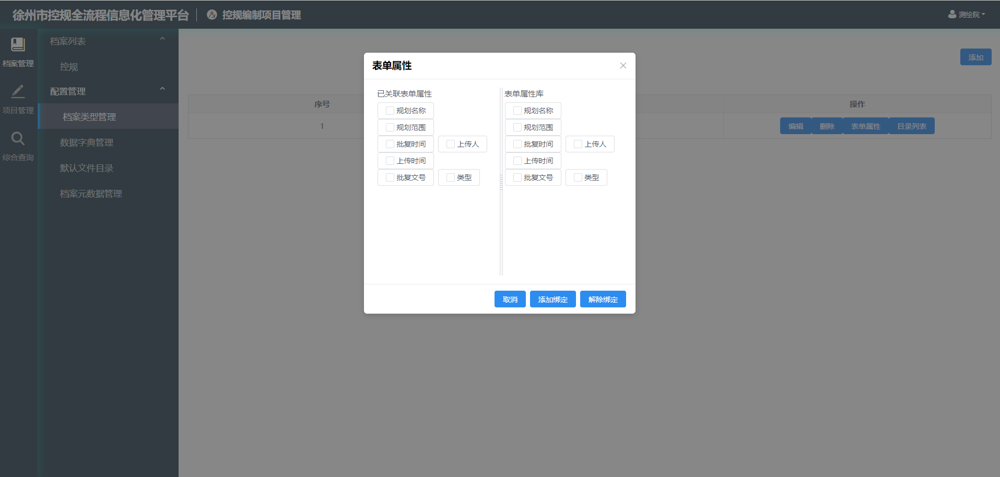 徐州市控规全流程信息化管理平台
控规编制项目管理
测绘院
档案管理
项目管理
综合查询
档案列表
控规
配置管理
档案类型管理
数据字典管理
默认文件目录
档案元数据管理
添加
序号
操作
1
编辑 删除 表单属性 目录列表
表单属性
已关联表单属性
规划名称
规划范围
批复时间 上传人
上传时间
批复文号 类型
表单属性库
规划名称
规划范围
批复时间 上传人
上传时间
批复文号 类型
取消 添加绑定 解除绑定